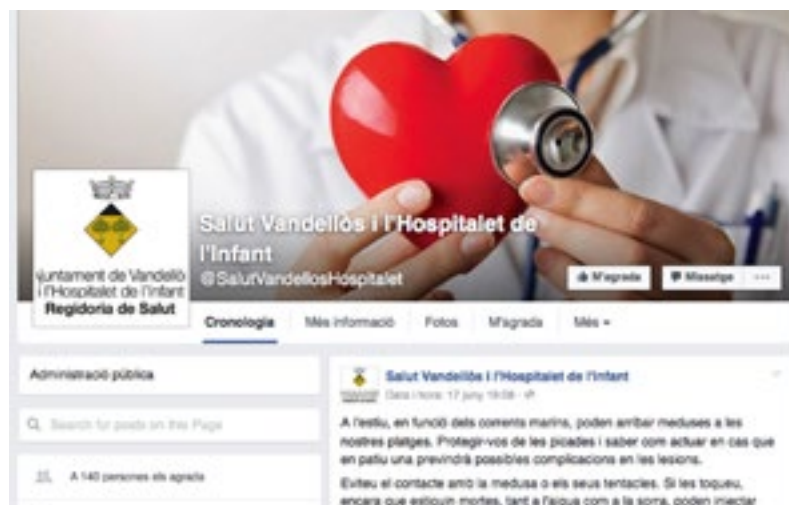 Salut Vandellòs i l'Hospitalet de
l'Infant
@SalutVandellosHospitalet
juntament de Vandellò
i l'Hospitalet de l'Infant
Regidoria de Salut
M'agrada
Missatge
Cronologia Més informació Fotos M'agrada Més
Administració pública
Search for posts on this Page
A 140 persones els agrada
Salut Vandellòs i l'Hospitalet de l'Infant
17 juny
A l'estiu, en funció dels corrents marins, poden arribar meduses a les
nostres platges. Protegir-vos de les picades i saber com actuar en cas que
en patiu una previndrà possibles complicacions en les lesions.
Eviteu el contacte amb la medusa o els seus tentacles. Si les toqueu,
encara que estiguin mortes, tant a l'aigua com a la sorra, poden injectar